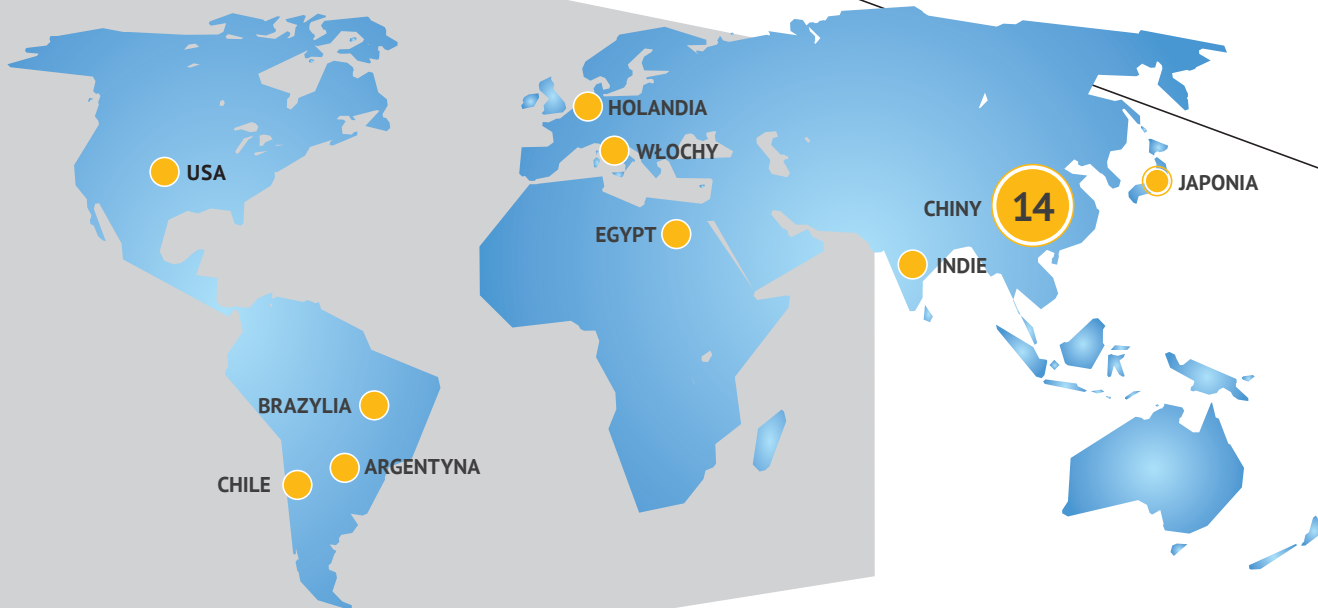 HOLANDIA
WŁOCHY
USA
JAPONIA
CHINY
14
EGYPT
INDIE
BRAZYLIA
ARGENTYNA
CHILE